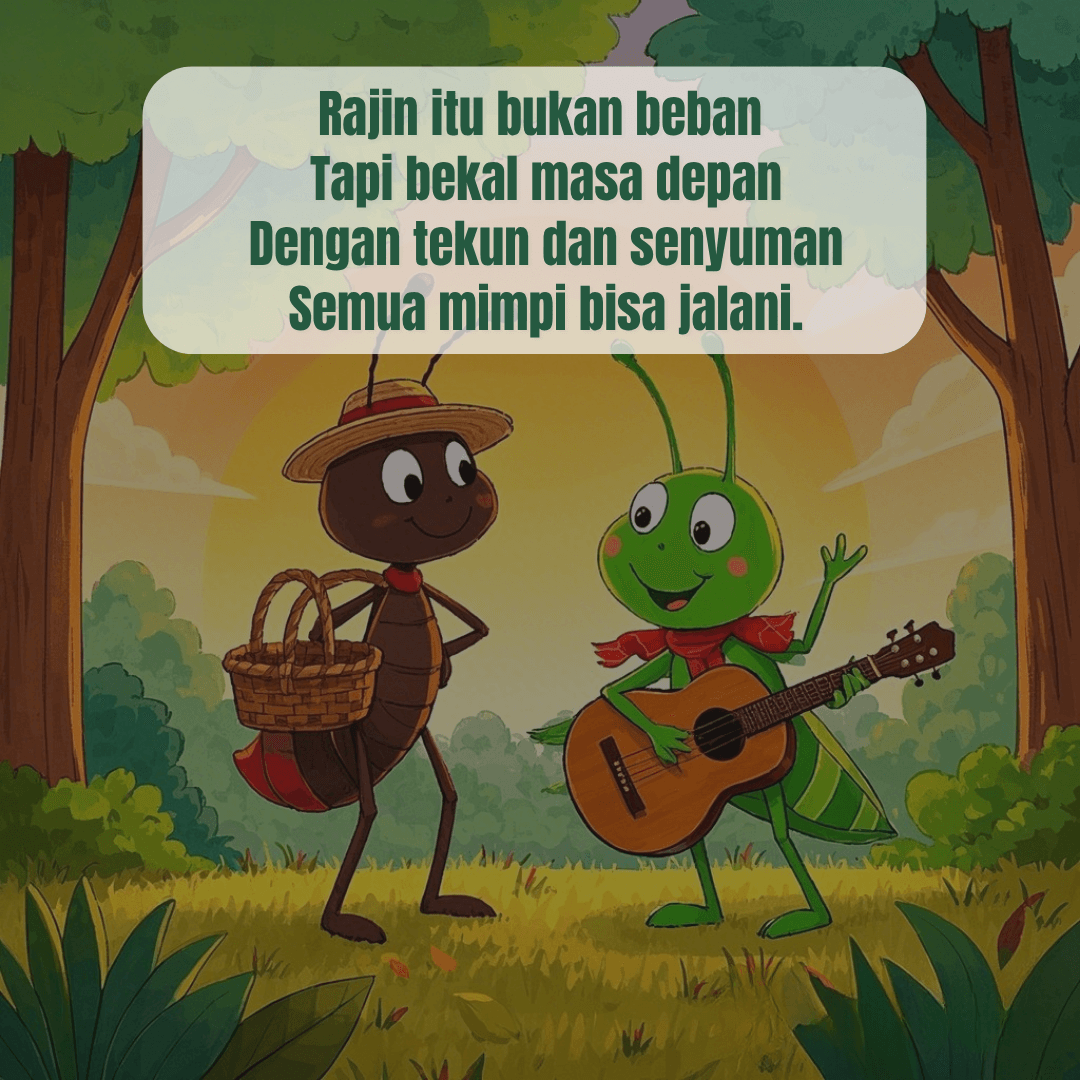 Rajin itu bukan beban
Tapi bekal masa depan
Dengan tekun dan senyuman
Semua mimpi bisa jalani.